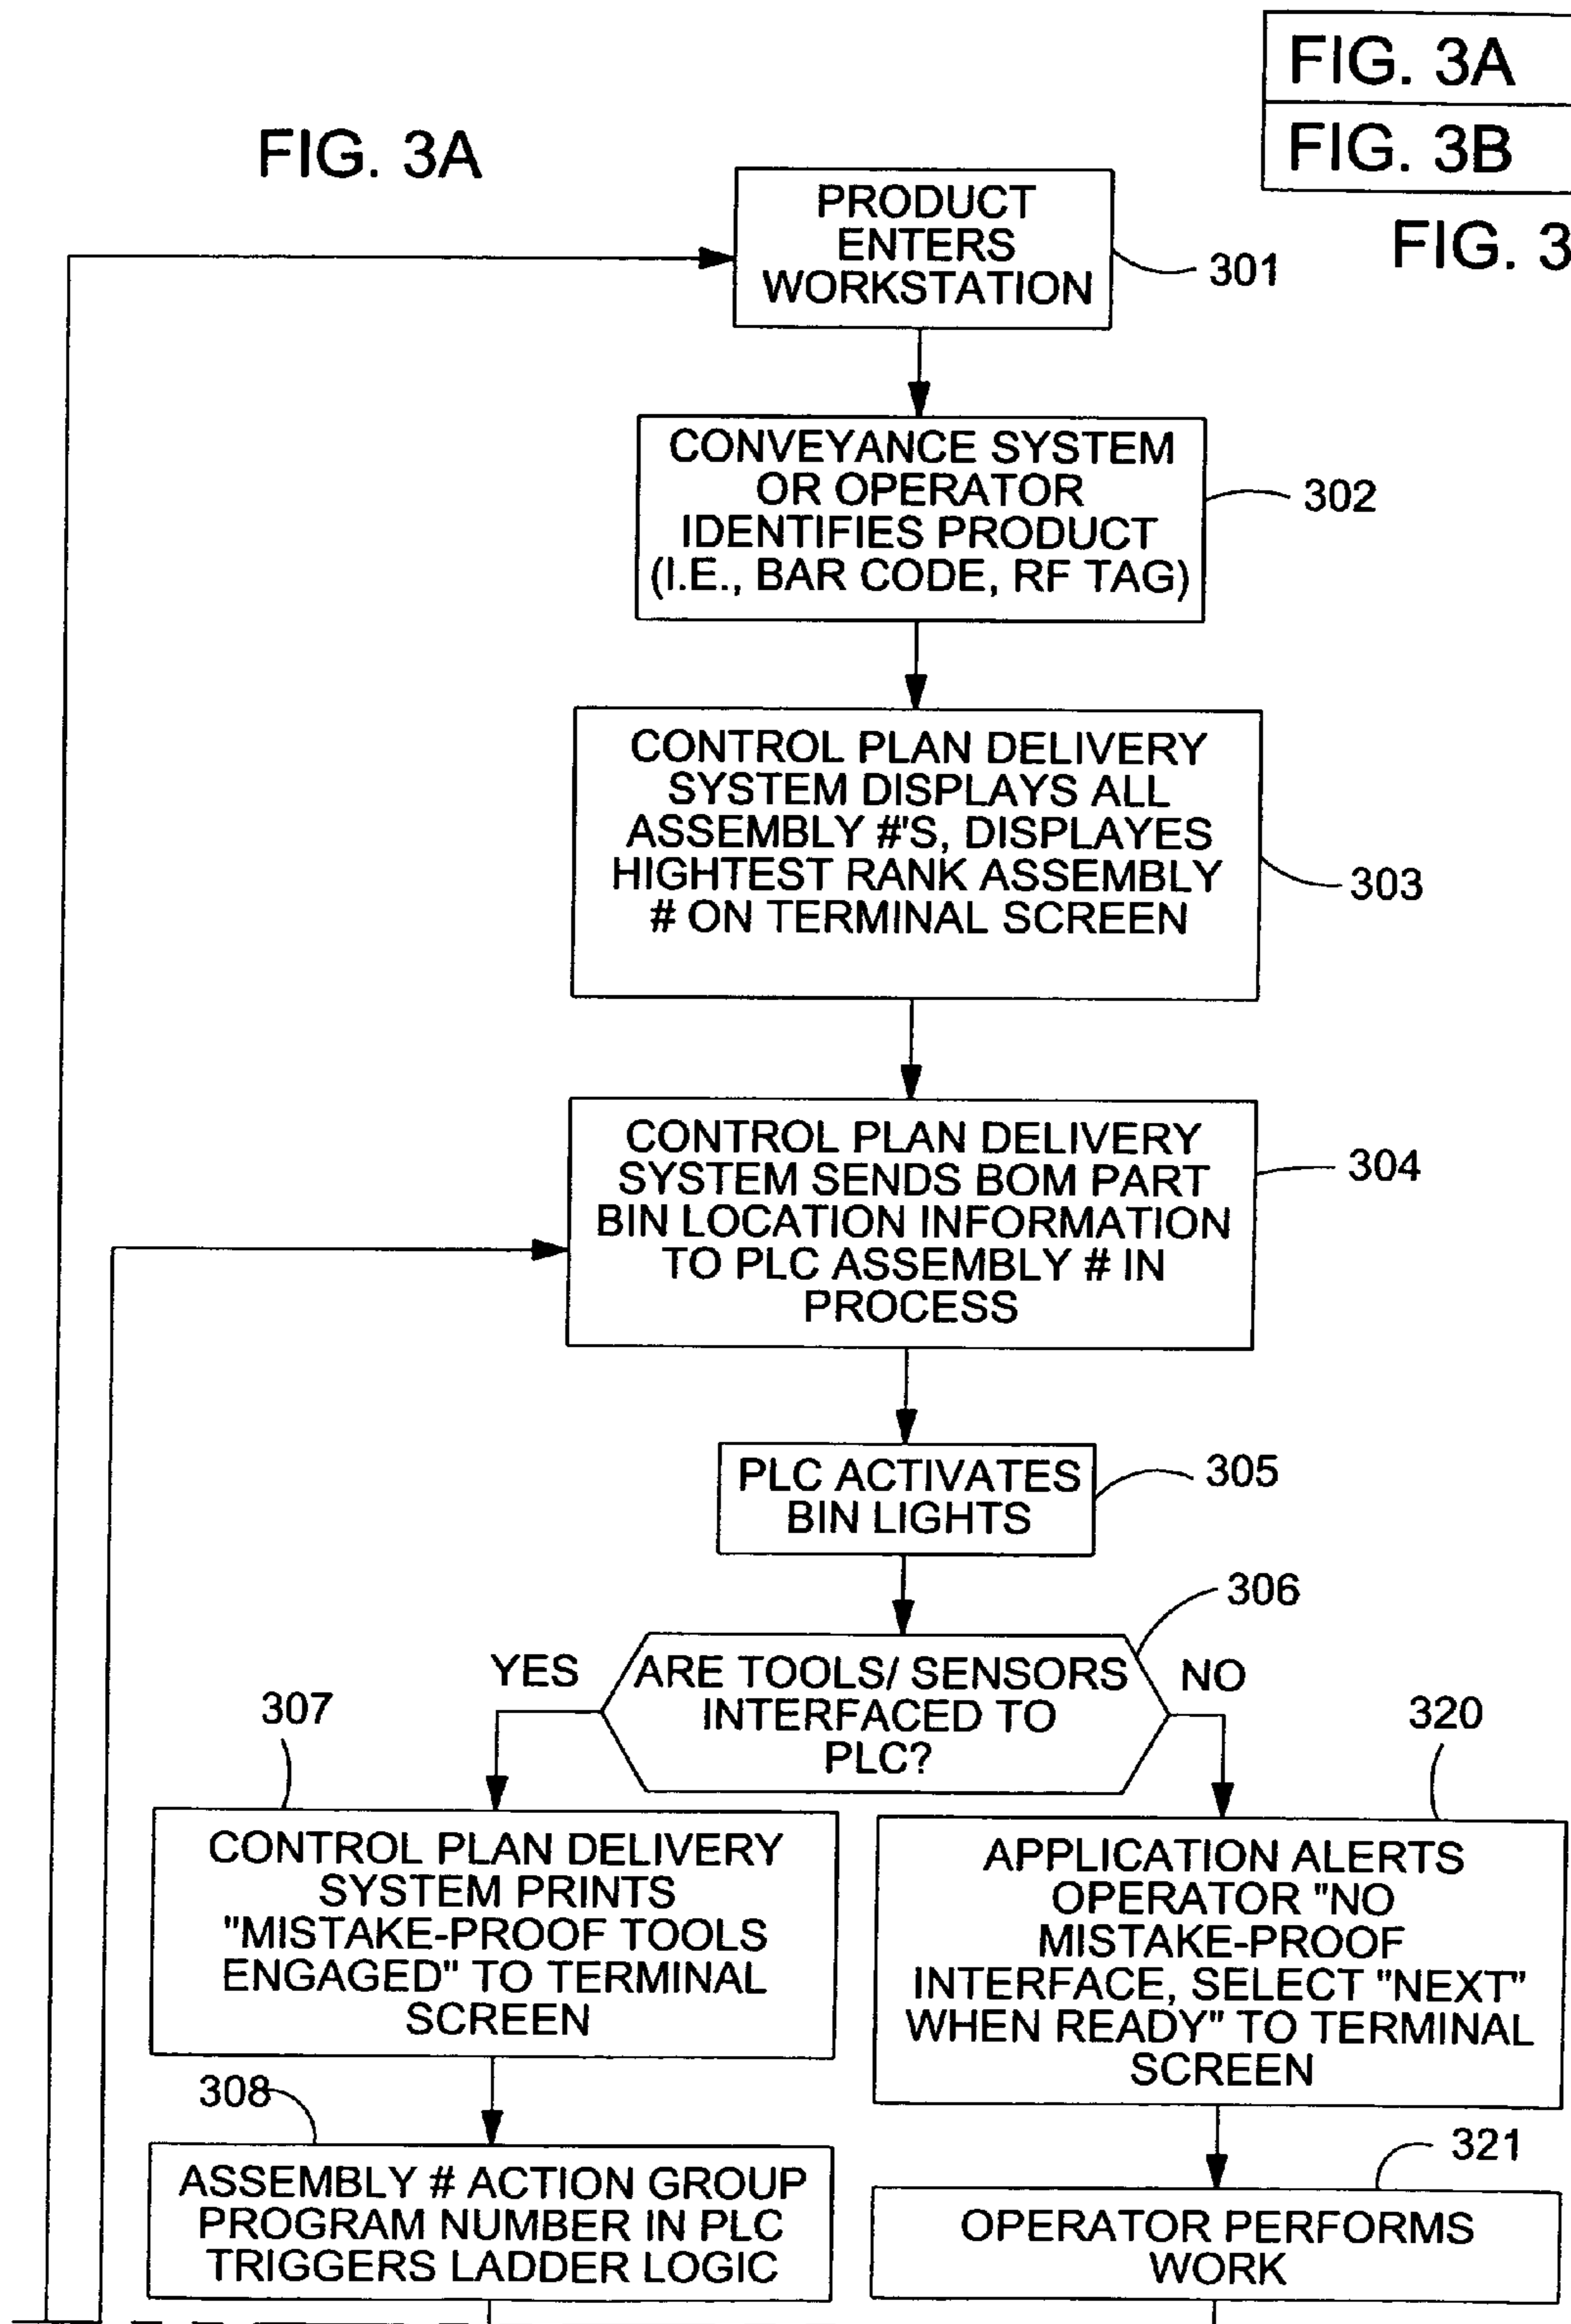 FIG. 3A
FIG. 3B
FIG. 3
FIG. 3A
PRODUCT
ENTERS
WORKSTATION
301
CONVEYANCE SYSTEM
OR OPERATOR
IDENTIFIES PRODUCT
(I.E., BAR CODE, RF TAG)
302
CONTROL PLAN DELIVERY
SYSTEM DISPLAYS ALL
ASSEMBLY #'S, DISPLAYES
HIGHTEST RANK ASSEMBLY
# ON TERMINAL SCREEN
303
CONTROL PLAN DELIVERY
SYSTEM SENDS BOM PART
BIN LOCATION INFORMATION
TO PLC ASSEMBLY # IN
PROCESS
304
PLC ACTIVATES
BIN LIGHTS
305
306
YES
ARE TOOLS/ SENSORS
INTERFACED TO
PLC?
NO
307
CONTROL PLAN DELIVERY
SYSTEM PRINTS
"MISTAKE-PROOF TOOLS
ENGAGED" TO TERMINAL
SCREEN
320
APPLICATION ALERTS
OPERATOR "NO
MISTAKE-PROOF
INTERFACE, SELECT "NEXT"
WHEN READY" TO TERMINAL
SCREEN
308
ASSEMBLY # ACTION GROUP
PROGRAM NUMBER IN PLC
TRIGGERS LADDER LOGIC
321
OPERATOR PERFORMS
WORK